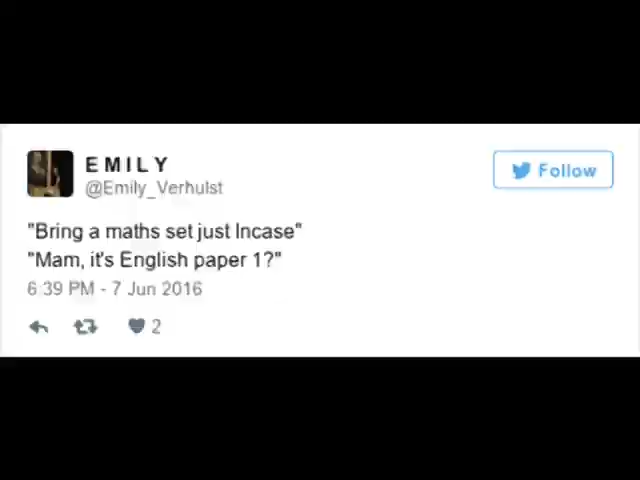 E M I L Y
@Emily_Verhulst
Follow
"Bring a maths set just Incase"
"Mam, it's English paper 1?"
6:39 PM - 7 Jun 2016
2